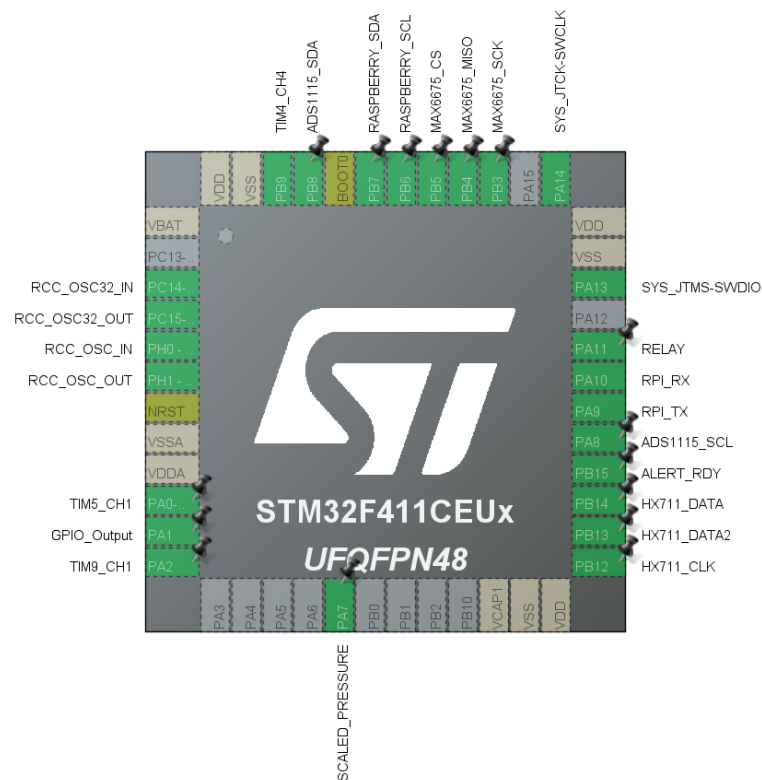 TIM4_CH4
ADS1115_SDA
RASPBERRY_SDA
RASPBERRY_SCL
MAX6675_CS
MAX6675_MISO
MAX6675_SCK
SYS_JTCK-SWCLK
VDD
VSS
PB9
PB8
BOOT0
PB7
PB6
PB5
PB4
PB3
PA15
PA14
VBAT
PC13-..
RCC_OSC32_IN PC14-..
RCC_OSC32_OUT PC15-..
RCC_OSC_IN PH0 - ..
RCC_OSC_OUT PH1 - ..
NRST
VSSA
VDDA
TIM5_CH1 PA0-..
GPIO_Output PA1
TIM9_CH1 PA2
VDD
VSS
PA13 SYS_JTMS-SWDIO
PA12
PA11 RELAY
PA10 RPI_RX
PA9 RPI_TX
PA8 ADS1115_SCL
PB15 ALERT_RDY
PB14 HX711_DATA
PB13 HX711_DATA2
PB12 HX711_CLK
ST
STM32F411CEUx
UFQFPN48
PA3
PA4
PA5
PA6
PA7
PB0
PB1
PB2
PB10
VCAP1
VSS
VDD
SCALED_PRESSURE